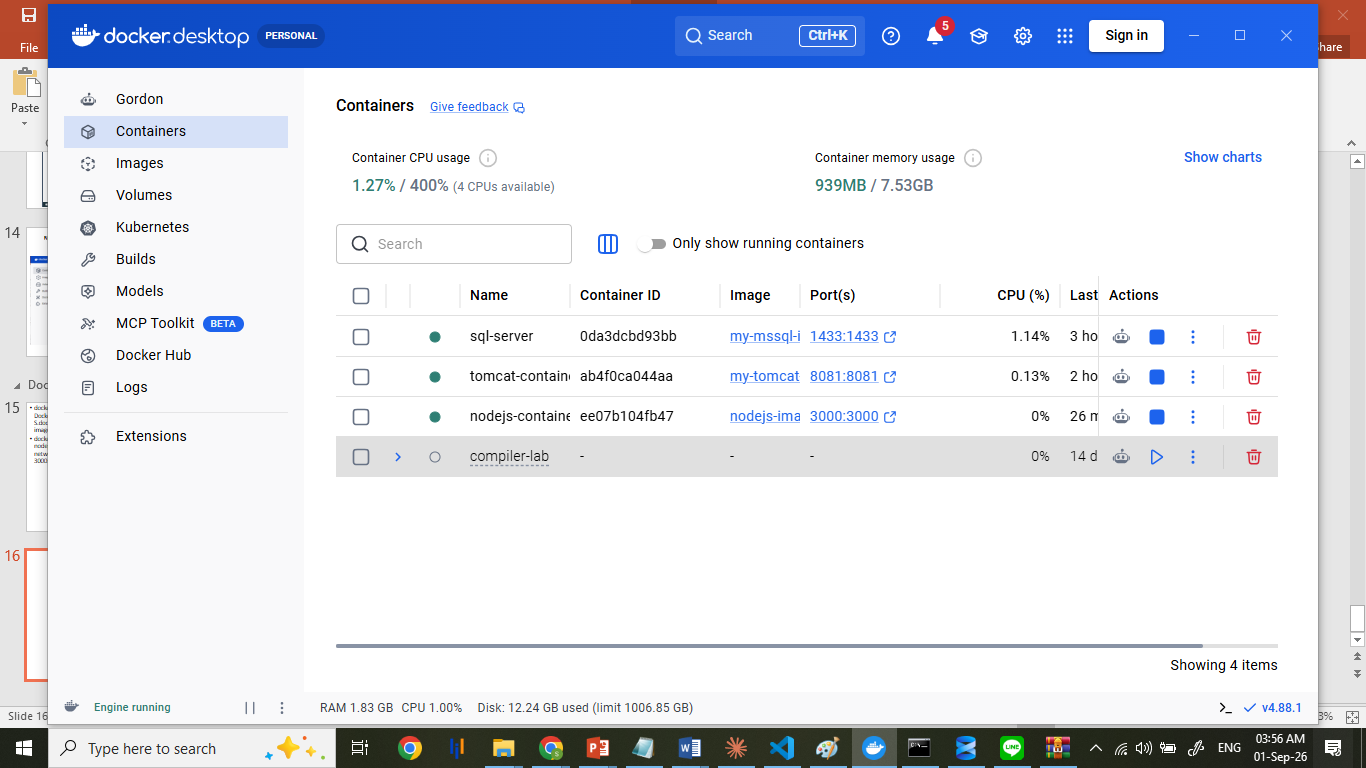 File
docker.desktop PERSONAL
Search Ctrl+K
5
Sign in
hare
Paste
Gordon
Containers
Images
Volumes
Kubernetes
Builds
Models
MCP Toolkit BETA
Docker Hub
Logs
Extensions
Containers Give feedback
Container CPU usage
1.27% / 400% (4 CPUs available)
Container memory usage
939MB / 7.53GB
Show charts
Search
Only show running containers
Name Container ID Image Port(s) CPU (%) Last Actions
sql-server 0da3dcbd93bb my-mssql-i 1433:1433 1.14% 3 ho
tomcat-containe ab4f0ca044aa my-tomcat 8081:8081 0.13% 2 ho
nodejs-containe ee07b104fb47 nodejs-ima 3000:3000 0% 26 m
compiler-lab - - - 0% 14 d
Showing 4 items
14
Doc
15
16
Engine running
RAM 1.83 GB CPU 1.00% Disk: 12.24 GB used (limit 1006.85 GB)
v4.88.1
Slide 16
3%
Type here to search
ENG
03:56 AM
01-Sep-26